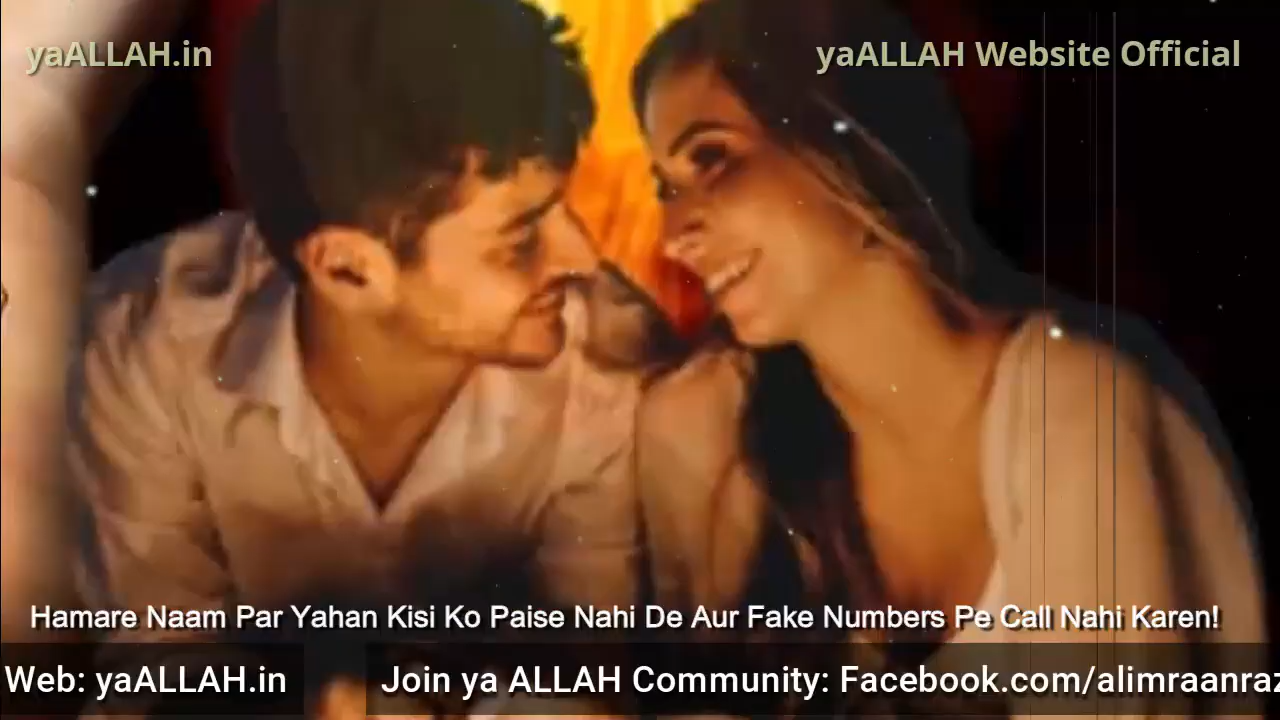 yaALLAH.in
yaALLAH Website Official
Hamare Naam Par Yahan Kisi Ko Paise Nahi De Aur Fake Numbers Pe Call Nahi Karen!
Web: yaALLAH.in
Join ya ALLAH Community: Facebook.com/alimraanraz